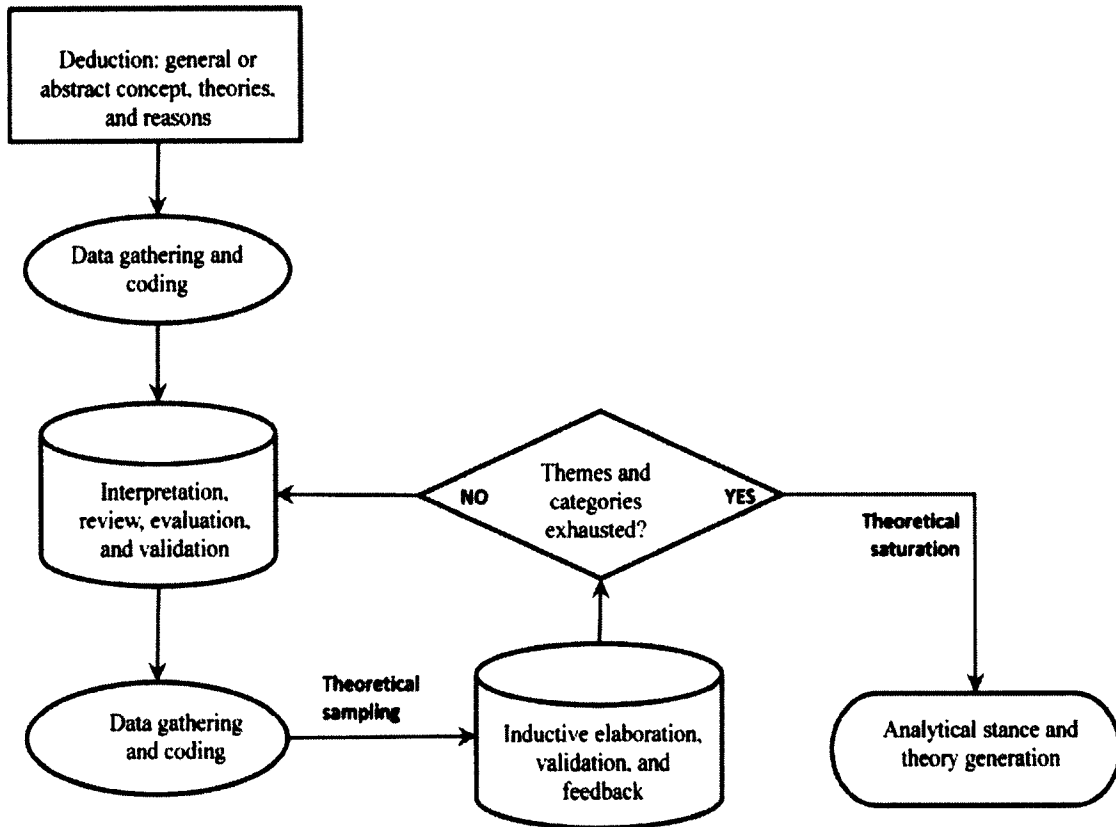 Deduction: general or
abstract concept, theories,
and reasons
Data gathering and
coding
Interpretation,
review, evaluation,
and validation
Themes and
categories
exhausted?
NO
YES
Theoretical
saturation
Data gathering
and coding
Theoretical
sampling
Inductive elaboration,
validation, and
feedback
Analytical stance and
theory generation